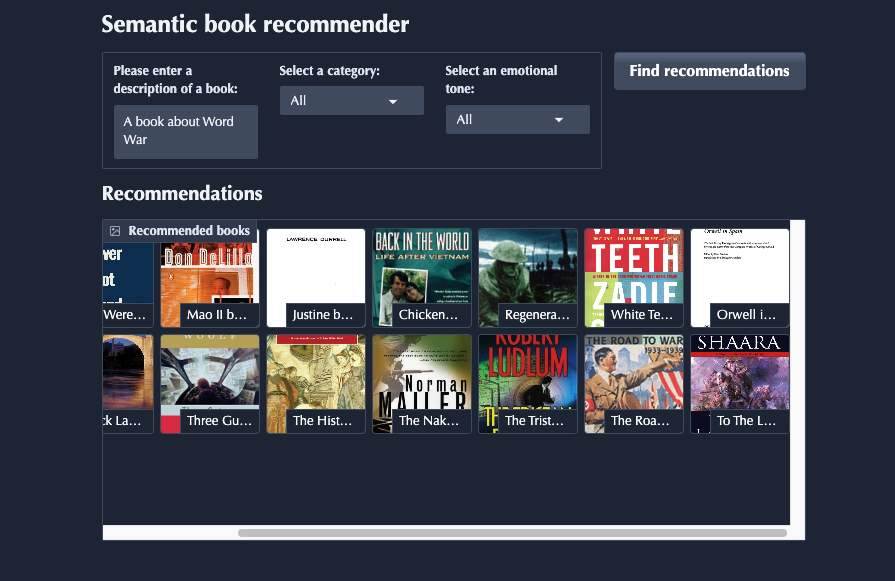 Semantic book recommender
Please enter a
description of a book:
A book about Word
War
Select a category:
All
Select an emotional
tone:
All
Find recommendations
Recommendations
Recommended books
Were...
Don DeLillo
Mao II b...
LAWRENCE DURRELL
Justine b...
BACK IN THE WORLD
LIFE AFTER VIETNAM
Chicken...
Regenera...
WHITE
TEETH
ZADIE
White Te...
Orwell in Spain
Orwell i...
ck La...
WOOLF
Three Gu...
The Hist...
Norman
MAILER
The Nak...
ROBERT
LUDLUM
The Trist...
THE ROAD TO WAR
1933-1939
The Roa...
SHAARA
To The L...